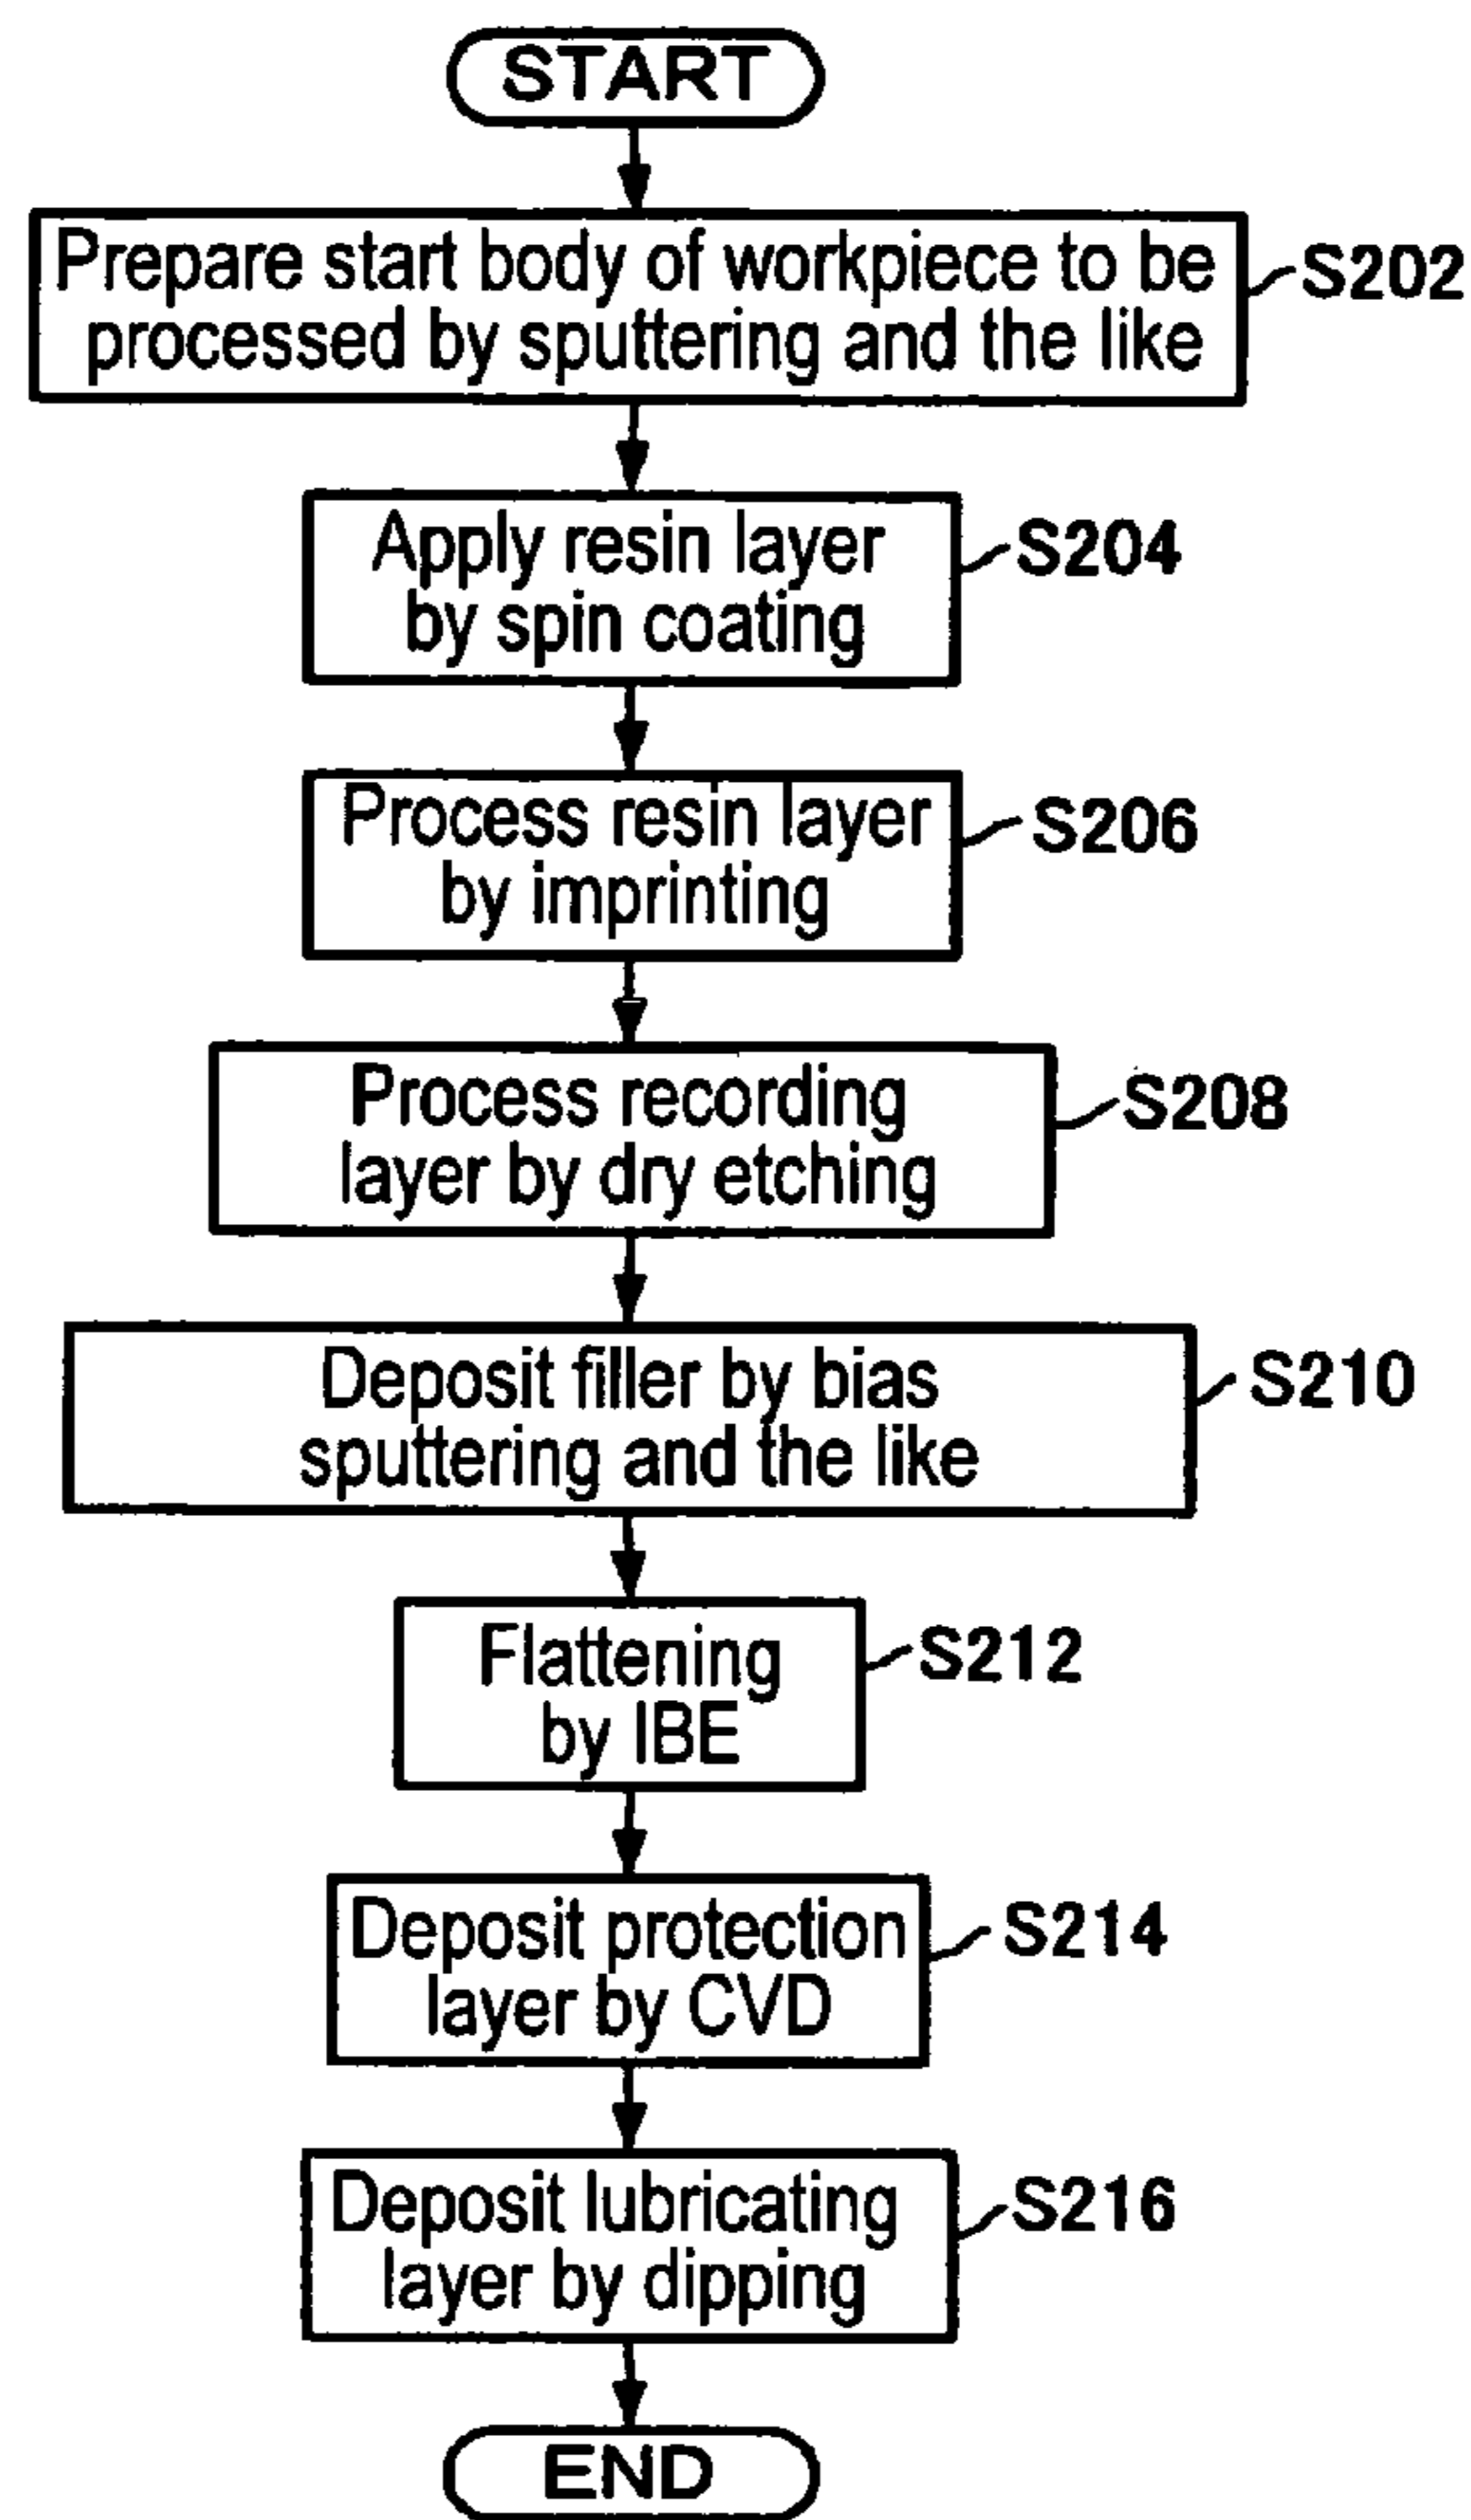 START
Prepare start body of workpiece to be
processed by sputtering and the like
S202
Apply resin layer
by spin coating
S204
Process resin layer
by imprinting
S206
Process recording
layer by dry etching
S208
Deposit filler by bias
sputtering and the like
S210
Flattening
by IBE
S212
Deposit protection
layer by CVD
S214
Deposit lubricating
layer by dipping
S216
END